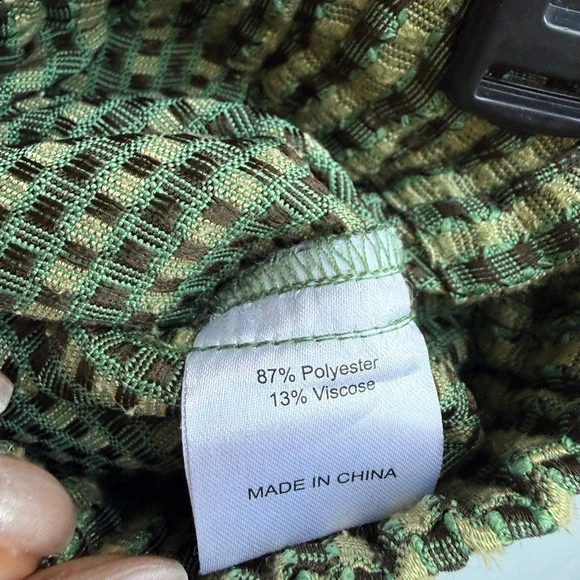 87% Polyester
13% Viscose
MADE IN CHINA